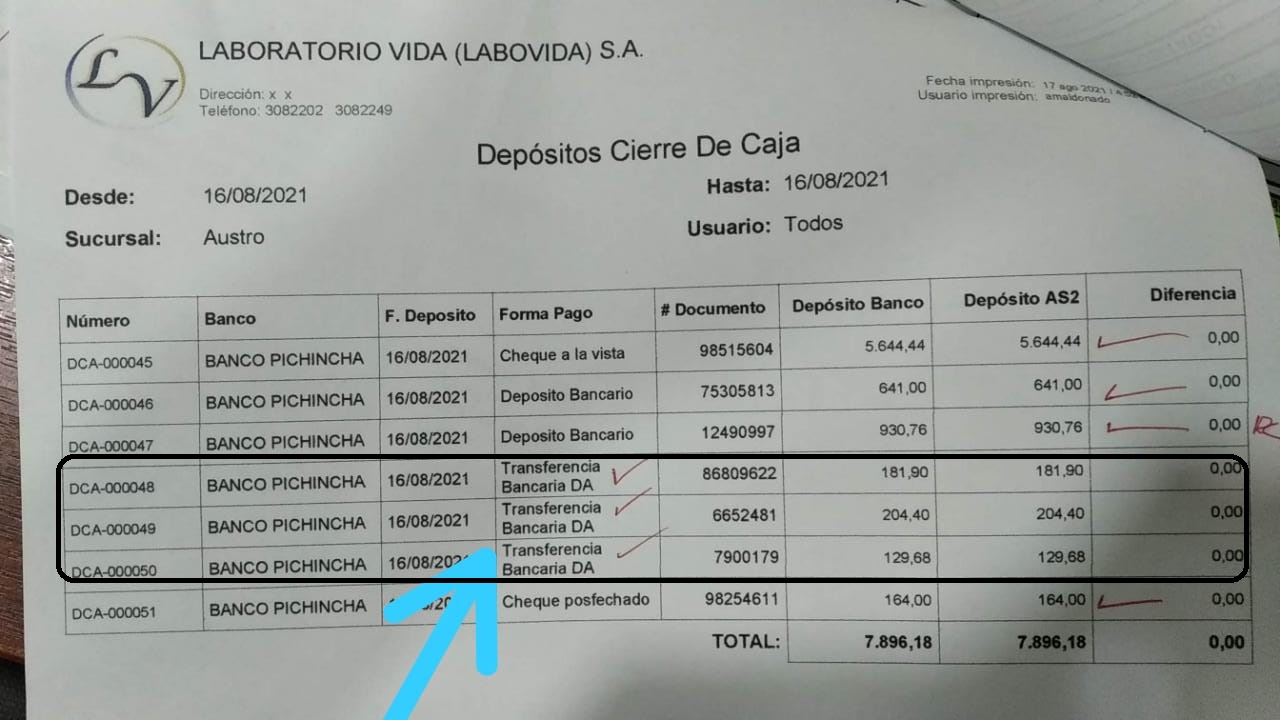 LV
LABORATORIO VIDA (LABOVIDA) S.A.
Dirección: x x
Teléfono: 3082202 3082249
Fecha impresión: 17 ago 2021
Usuario impresión: amaldonado
Depósitos Cierre De Caja
Desde: 16/08/2021 Hasta: 16/08/2021
Sucursal: Austro Usuario: Todos
Número Banco F. Deposito Forma Pago # Documento Depósito Banco Depósito AS2 Diferencia
DCA-000045 BANCO PICHINCHA 16/08/2021 Cheque a la vista 98515604 5.644,44 5.644,44 0,00
DCA-000046 BANCO PICHINCHA 16/08/2021 Deposito Bancario 75305813 641,00 641,00 0,00
DCA-000047 BANCO PICHINCHA 16/08/2021 Deposito Bancario 12490997 930,76 930,76 0,00
DCA-000048 BANCO PICHINCHA 16/08/2021 Transferencia Bancaria DA 86809622 181,90 181,90 0,00
DCA-000049 BANCO PICHINCHA 16/08/2021 Transferencia Bancaria DA 6652481 204,40 204,40 0,00
DCA-000050 BANCO PICHINCHA 16/08/2021 Transferencia Bancaria DA 7900179 129,68 129,68 0,00
DCA-000051 BANCO PICHINCHA Cheque posfechado 98254611 164,00 164,00 0,00
TOTAL: 7.896,18 7.896,18 0,00